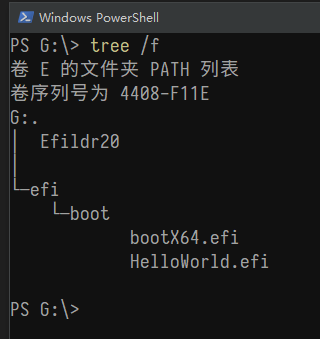 Windows PowerShell
PS G:\> tree /f
卷 E 的文件夹 PATH 列表
卷序列号为 4408-F11E
G:.
│  Efildr20
│
└─efi
    └─boot
            bootX64.efi
            HelloWorld.efi
PS G:\>